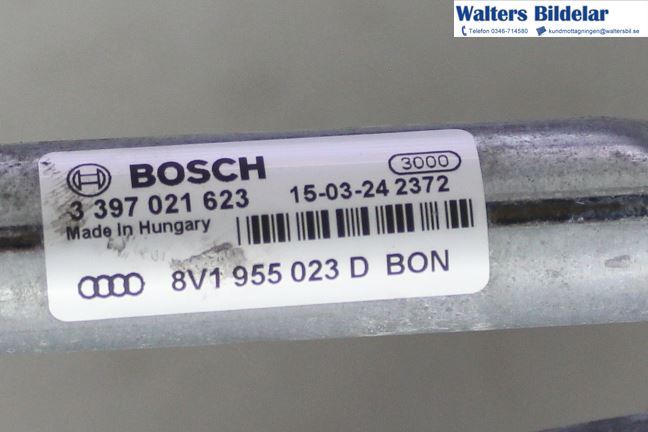 Walters Bildelar
Telefon 0346-714580 kundmottagningen@waltersbil.se
BOSCH 3000
3 397 021 623 15-03-24 2372
Made In Hungary
8V1 955 023 D BON